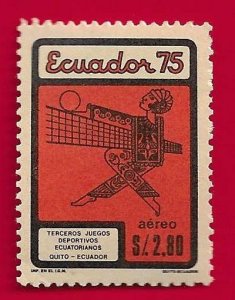 Ecuador 75
aéreo
S/. 2.80
TERCEROS JUEGOS
DEPORTIVOS
ECUATORIANOS
QUITO - ECUADOR
IMP. EN EL I.G.M.